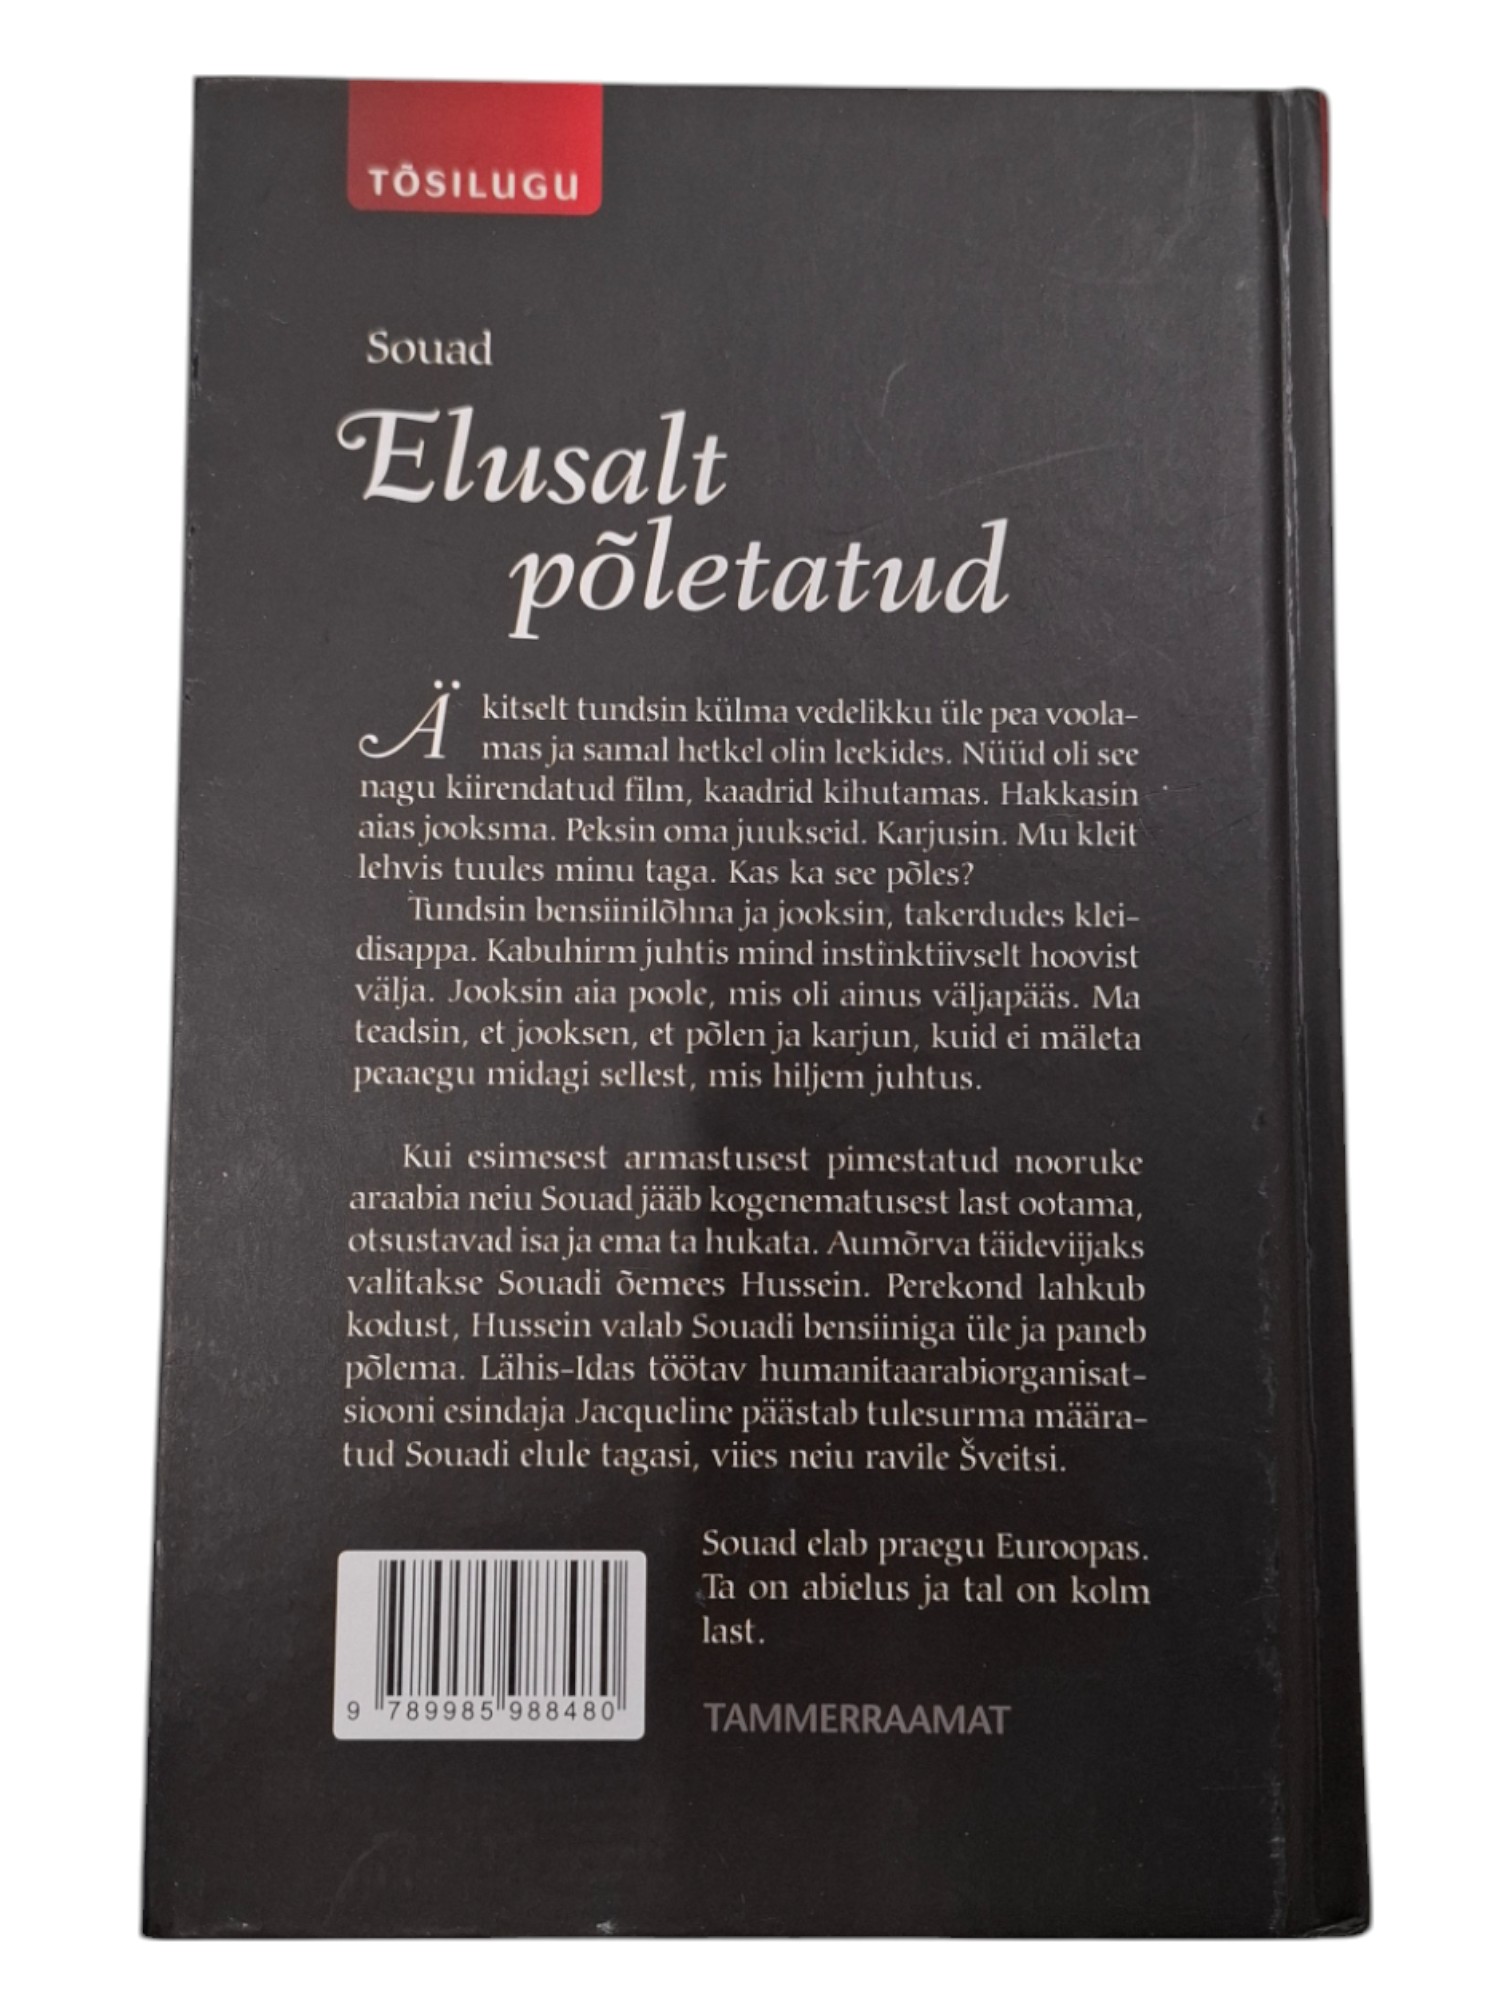 TÕSILUGU
Souad
Elusalt
põletatud
Äkitselt tundsin külma vedelikku üle pea voola-
mas ja samal hetkel olin leekides. Nüüd oli see
nagu kiirendatud film, kaadrid kihutamas. Hakkasin
aias jooksma. Peksin oma juukseid. Karjusin. Mu kleit
lehvis tuules minu taga. Kas ka see põles?
Tundsin bensiinilõhna ja jooksin, takerdudes klei-
disappa. Kabuhirm juhtis mind instinktiivselt hoovist
välja. Jooksin aia poole, mis oli ainus väljapääs. Ma
teadsin, et jooksen, et põlen ja karjun, kuid ei mäleta
peaaegu midagi sellest, mis hiljem juhtus.
Kui esimesest armastusest pimestatud nooruke
araabia neiu Souad jääb kogenematusest last ootama,
otsustavad isa ja ema ta hukata. Aumõrva täideviijaks
valitakse Souadi õemees Hussein. Perekond lahkub
kodust, Hussein valab Souadi bensiiniga üle ja paneb
põlema. Lähis-Idas töötav humanitaarabiorganisat-
siooni esindaja Jacqueline päästab tulesurma määra-
tud Souadi elule tagasi, viies neiu ravile Šveitsi.
Souad elab praegu Euroopas.
Ta on abielus ja tal on kolm
last.
9 789985 988480
TAMMERRAAMAT